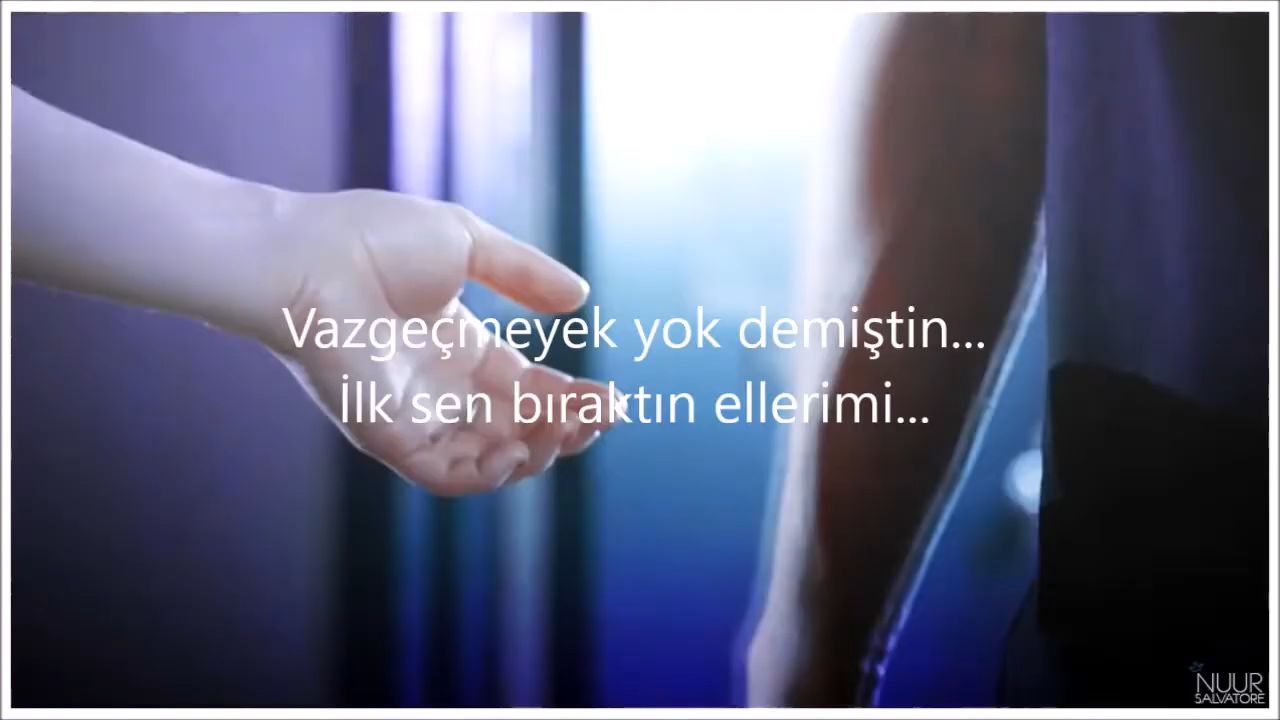 Vazgeçmeyek yok demiştin...
İlk sen bıraktın ellerimi...
NUUR
SALVATORE